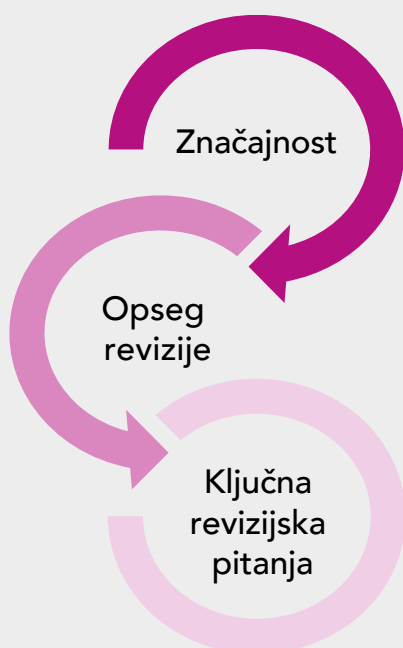 Značajnost
Opseg
revizije
Ključna
revizijska
pitanja